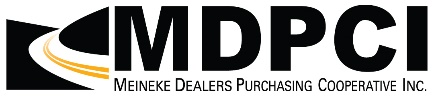 MDPCI
MEINEKE DEALERS PURCHASING COOPERATIVE INC.